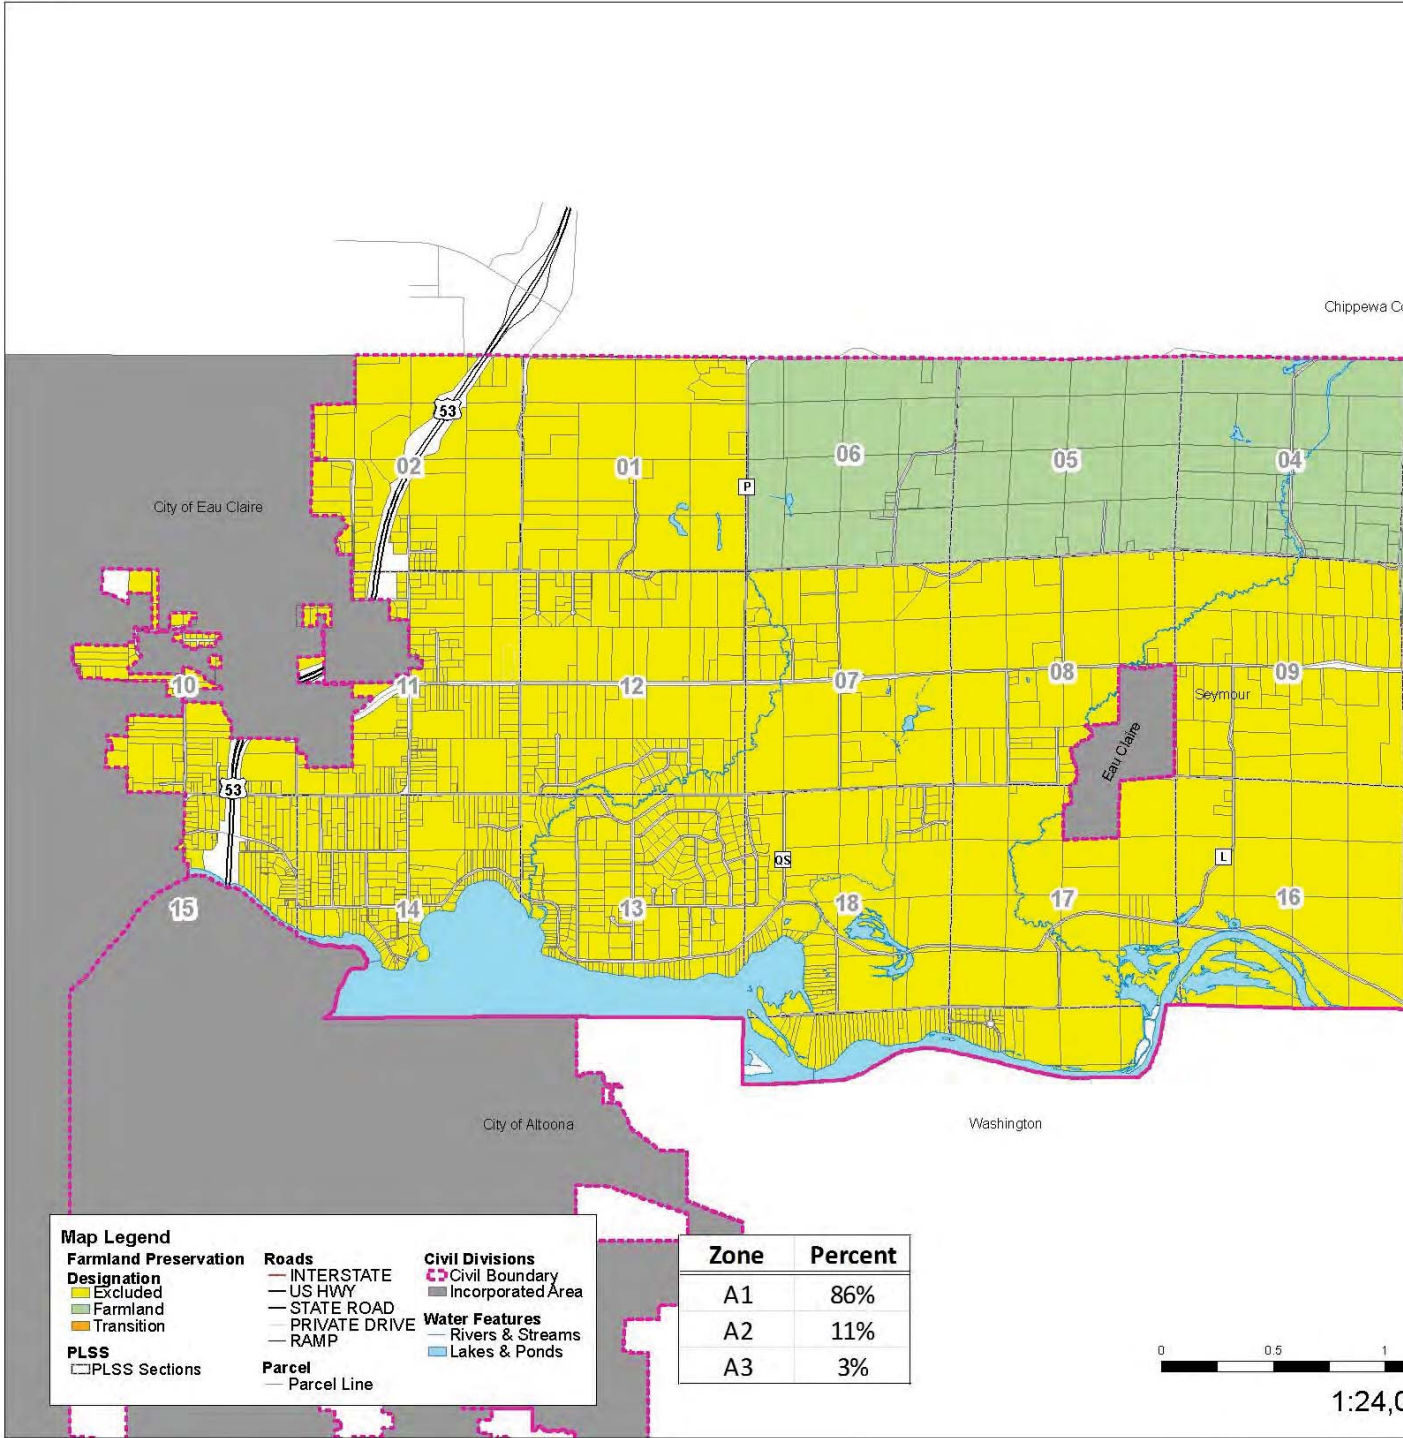 Chippewa Co
53
02
01
06
05
04
P
City of Eau Claire
10
11
12
07
08
09
Seymour
Eau Claire
53
QS
L
15
14
13
18
17
16
City of Altoona
Washington
Map Legend
Farmland Preservation
Designation
Excluded
Farmland
Transition
PLSS
PLSS Sections
Roads
INTERSTATE
US HWY
STATE ROAD
PRIVATE DRIVE
RAMP
Parcel
Parcel Line
Civil Divisions
Civil Boundary
Incorporated Area
Water Features
Rivers & Streams
Lakes & Ponds
Zone Percent
A1 86%
A2 11%
A3 3%
0 0.5 1
1:24,0